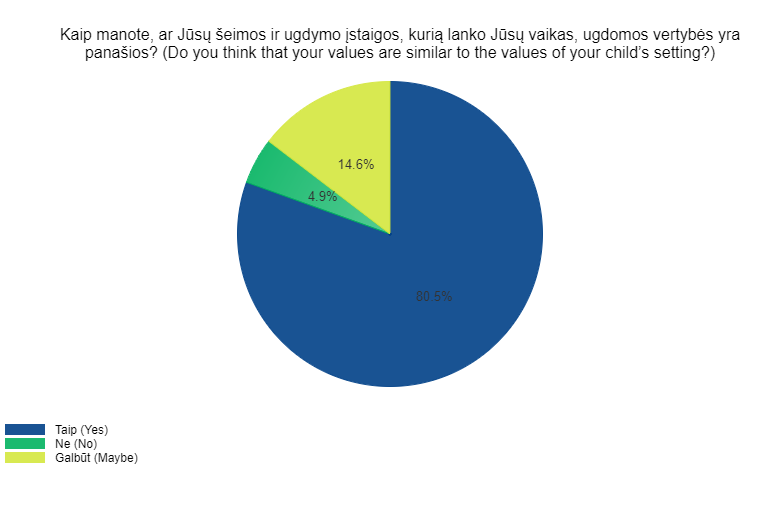 Kaip manote, ar Jūsų šeimos ir ugdymo įstaigos, kurią lanko Jūsų vaikas, ugdomos vertybės yra
panašios? (Do you think that your values are similar to the values of your child’s setting?)
14.6%
4.9%
80.5%
Taip (Yes)
Ne (No)
Galbūt (Maybe)